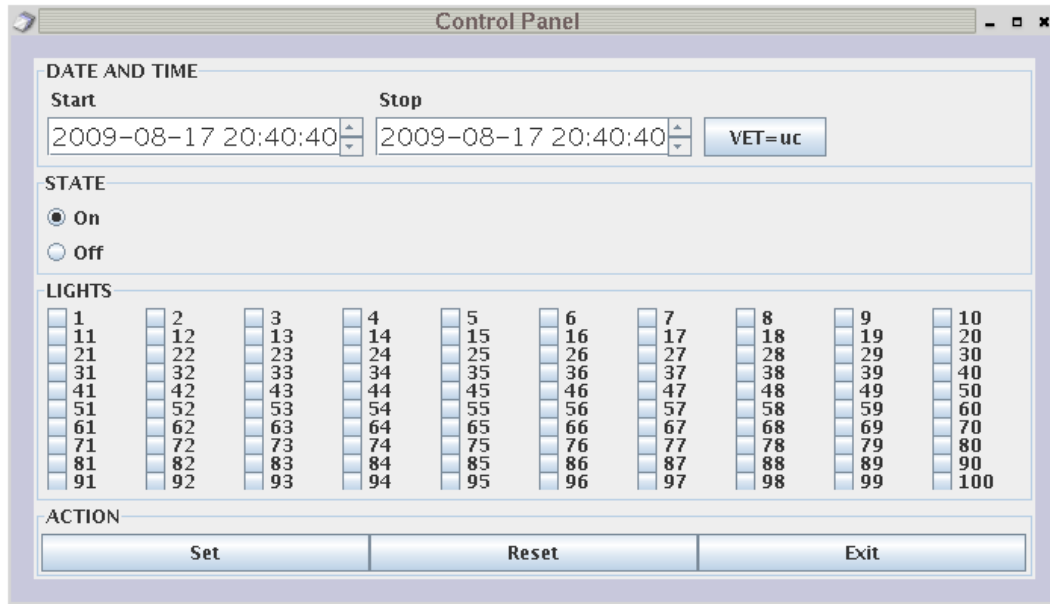 Control Panel
DATE AND TIME
Start Stop
2009-08-17 20:40:40 2009-08-17 20:40:40 VET=uc
STATE
On
Off
LIGHTS
1 2 3 4 5 6 7 8 9 10
11 12 13 14 15 16 17 18 19 20
21 22 23 24 25 26 27 28 29 30
31 32 33 34 35 36 37 38 39 40
41 42 43 44 45 46 47 48 49 50
51 52 53 54 55 56 57 58 59 60
61 62 63 64 65 66 67 68 69 70
71 72 73 74 75 76 77 78 79 80
81 82 83 84 85 86 87 88 89 90
91 92 93 94 95 96 97 98 99 100
ACTION
Set Reset Exit